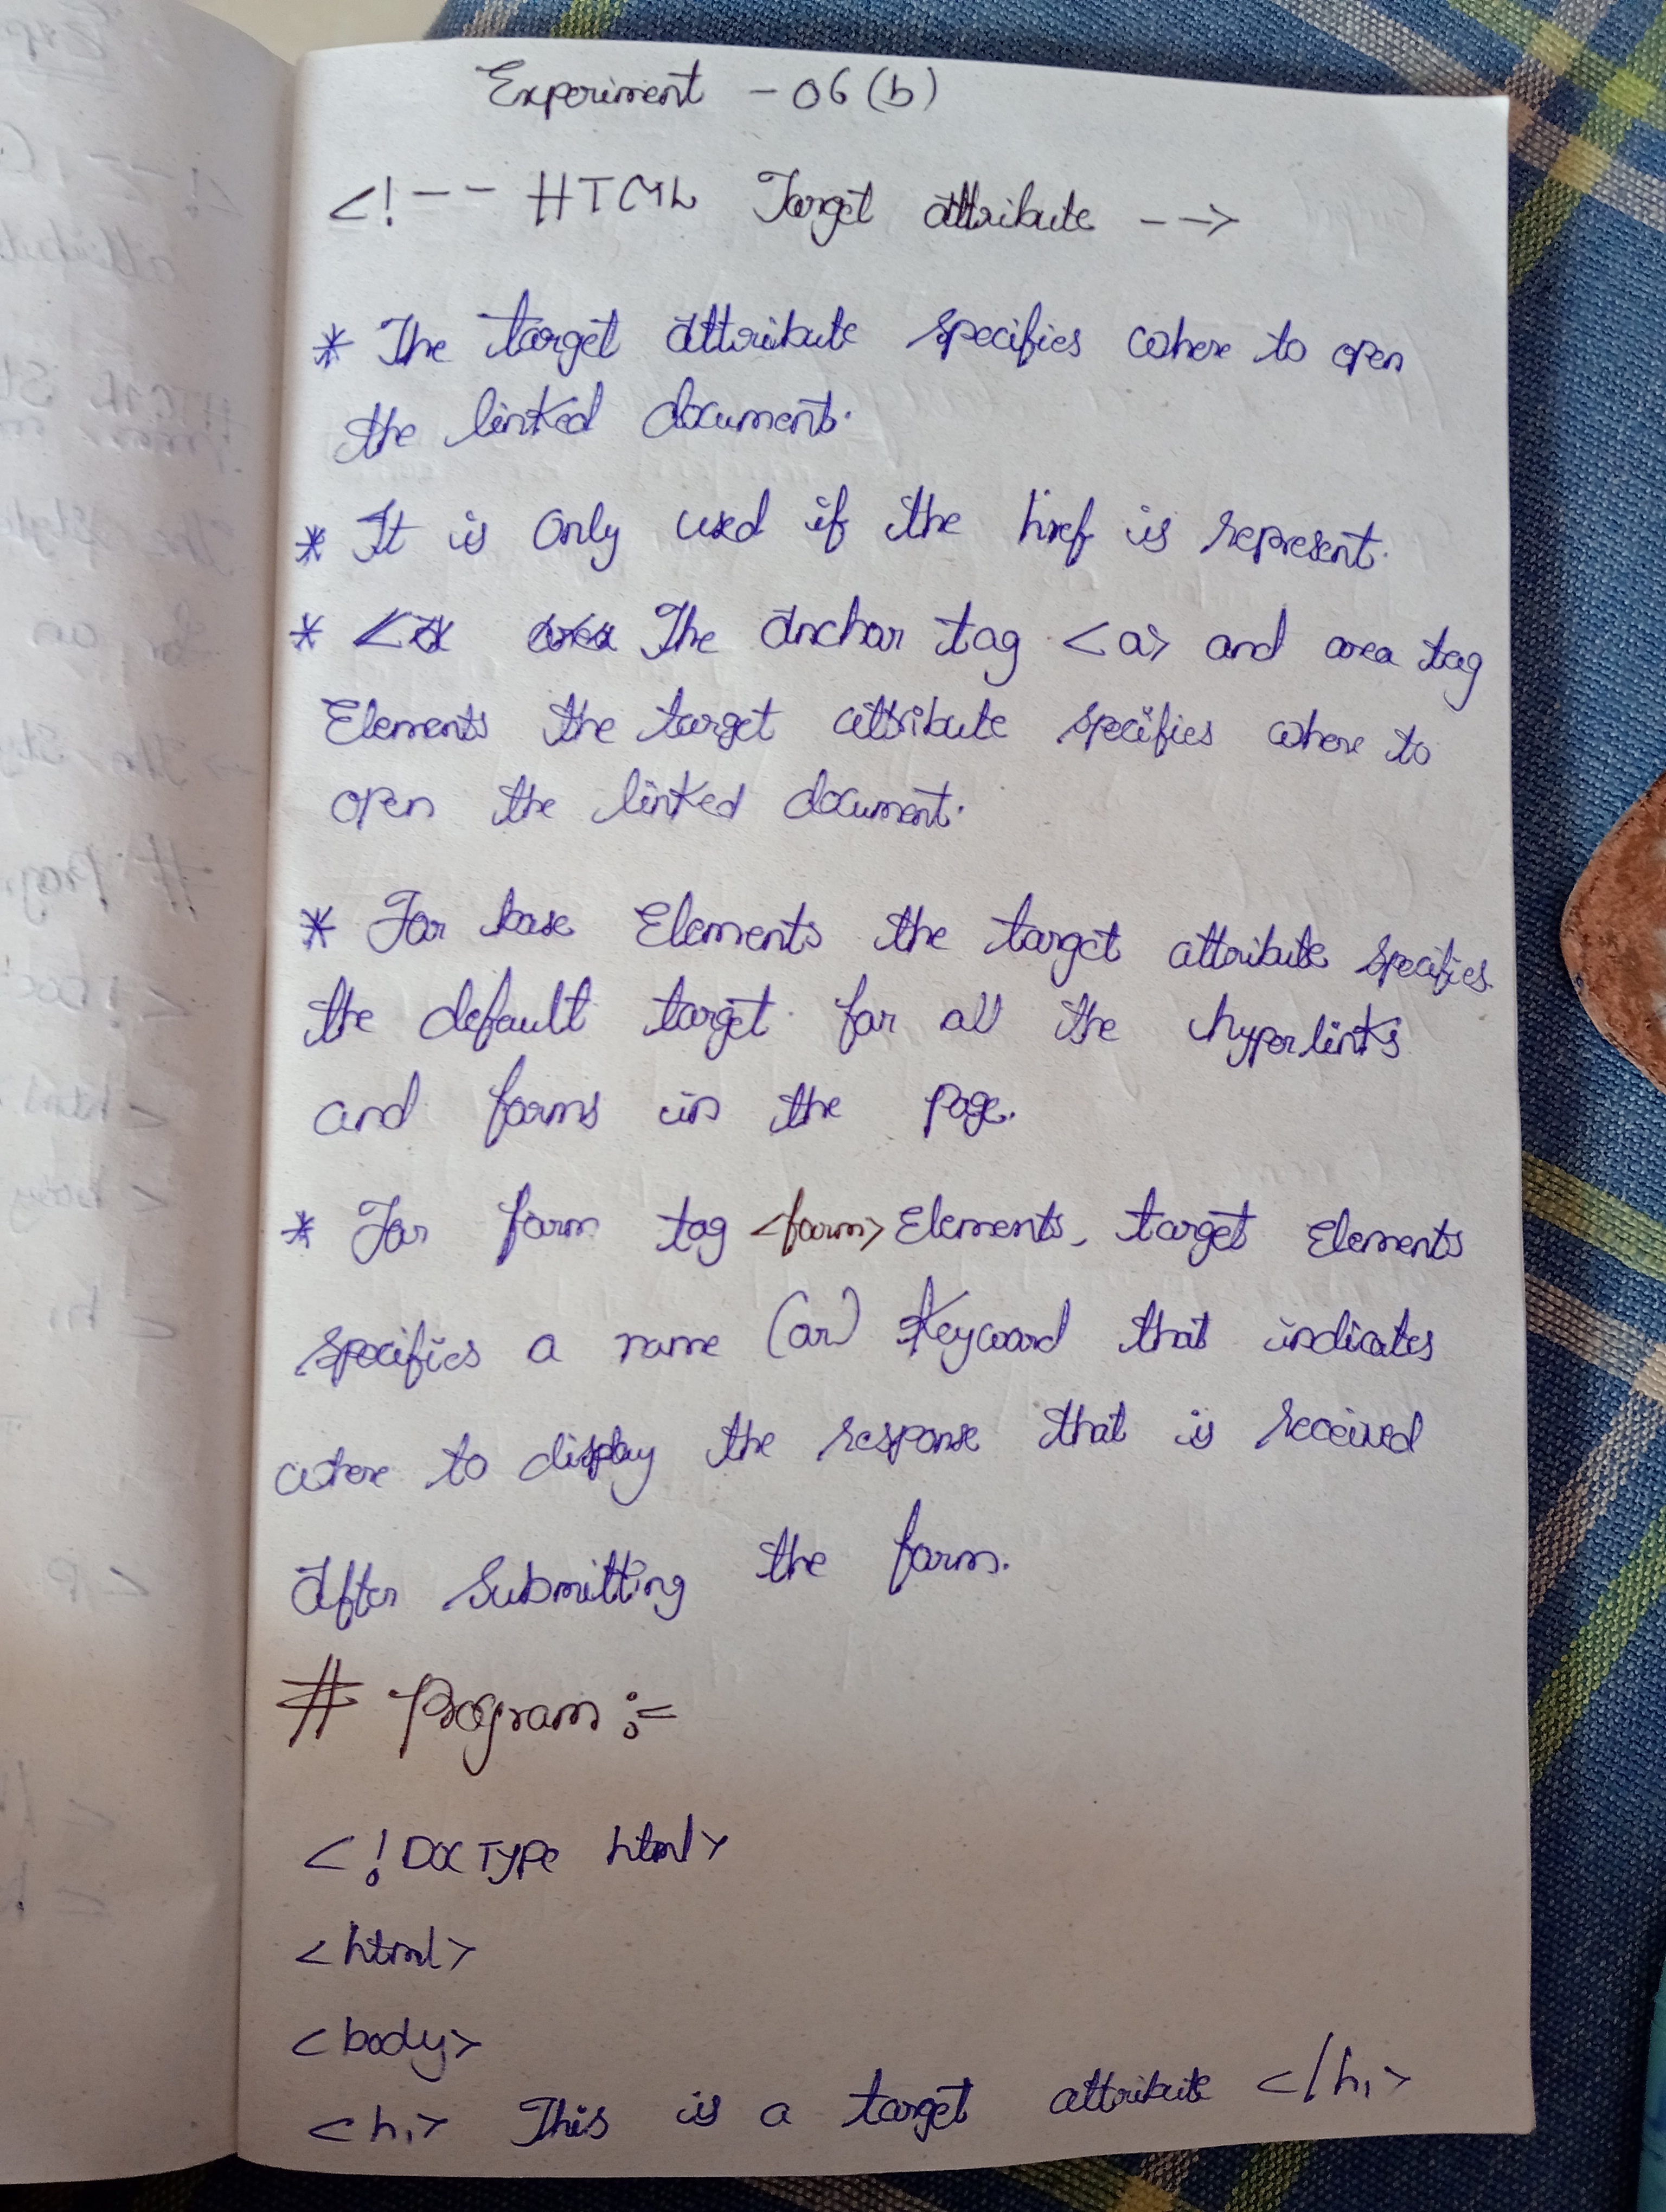 Experiment - 06 (b)
<!-- HTML Target attribute -->
* The target attribute specifies where to open
the linked document.
* It is only used if the href is represent.
* The anchor tag <a> and area tag
Elements the target attribute specifies where to
open the linked document.
* For base Elements the target attribute specifies
the default target for all the hyperlinks
and forms in the page.
* For form tag <form> Elements, target Elements
specifies a name (or) Keyword that indicates
where to display the response that is received
after submitting the form.
# Program :-
<!DOCTYPE html>
<html>
<body>
<h1> This is a target attribute </h1>